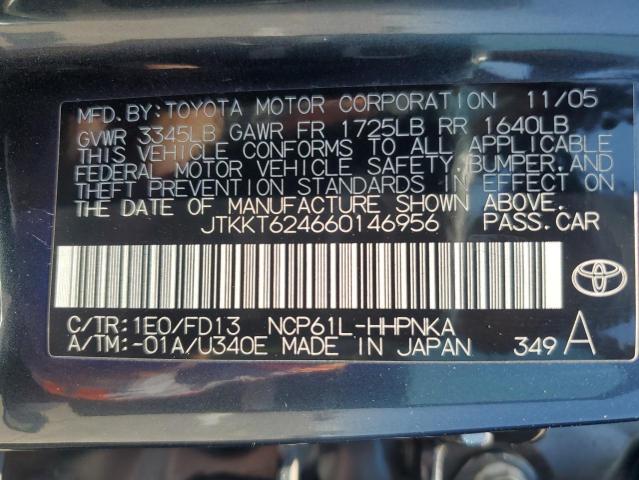 MFD.BY:TOYOTA MOTOR CORPORATION 11/05
GVWR 3345LB GAWR FR 1725LB RR 1640LB
THIS VEHICLE CONFORMS TO ALL APPLICABLE
FEDERAL MOTOR VEHICLE SAFETY, BUMPER, AND
THEFT PREVENTION STANDARDS IN EFFECT ON
THE DATE OF MANUFACTURE SHOWN ABOVE.
JTKKT624660146956 PASS.CAR
C/TR:1E0/FD13 NCP61L-HHPNKA
A/TM:-01A/U340E MADE IN JAPAN 349 A